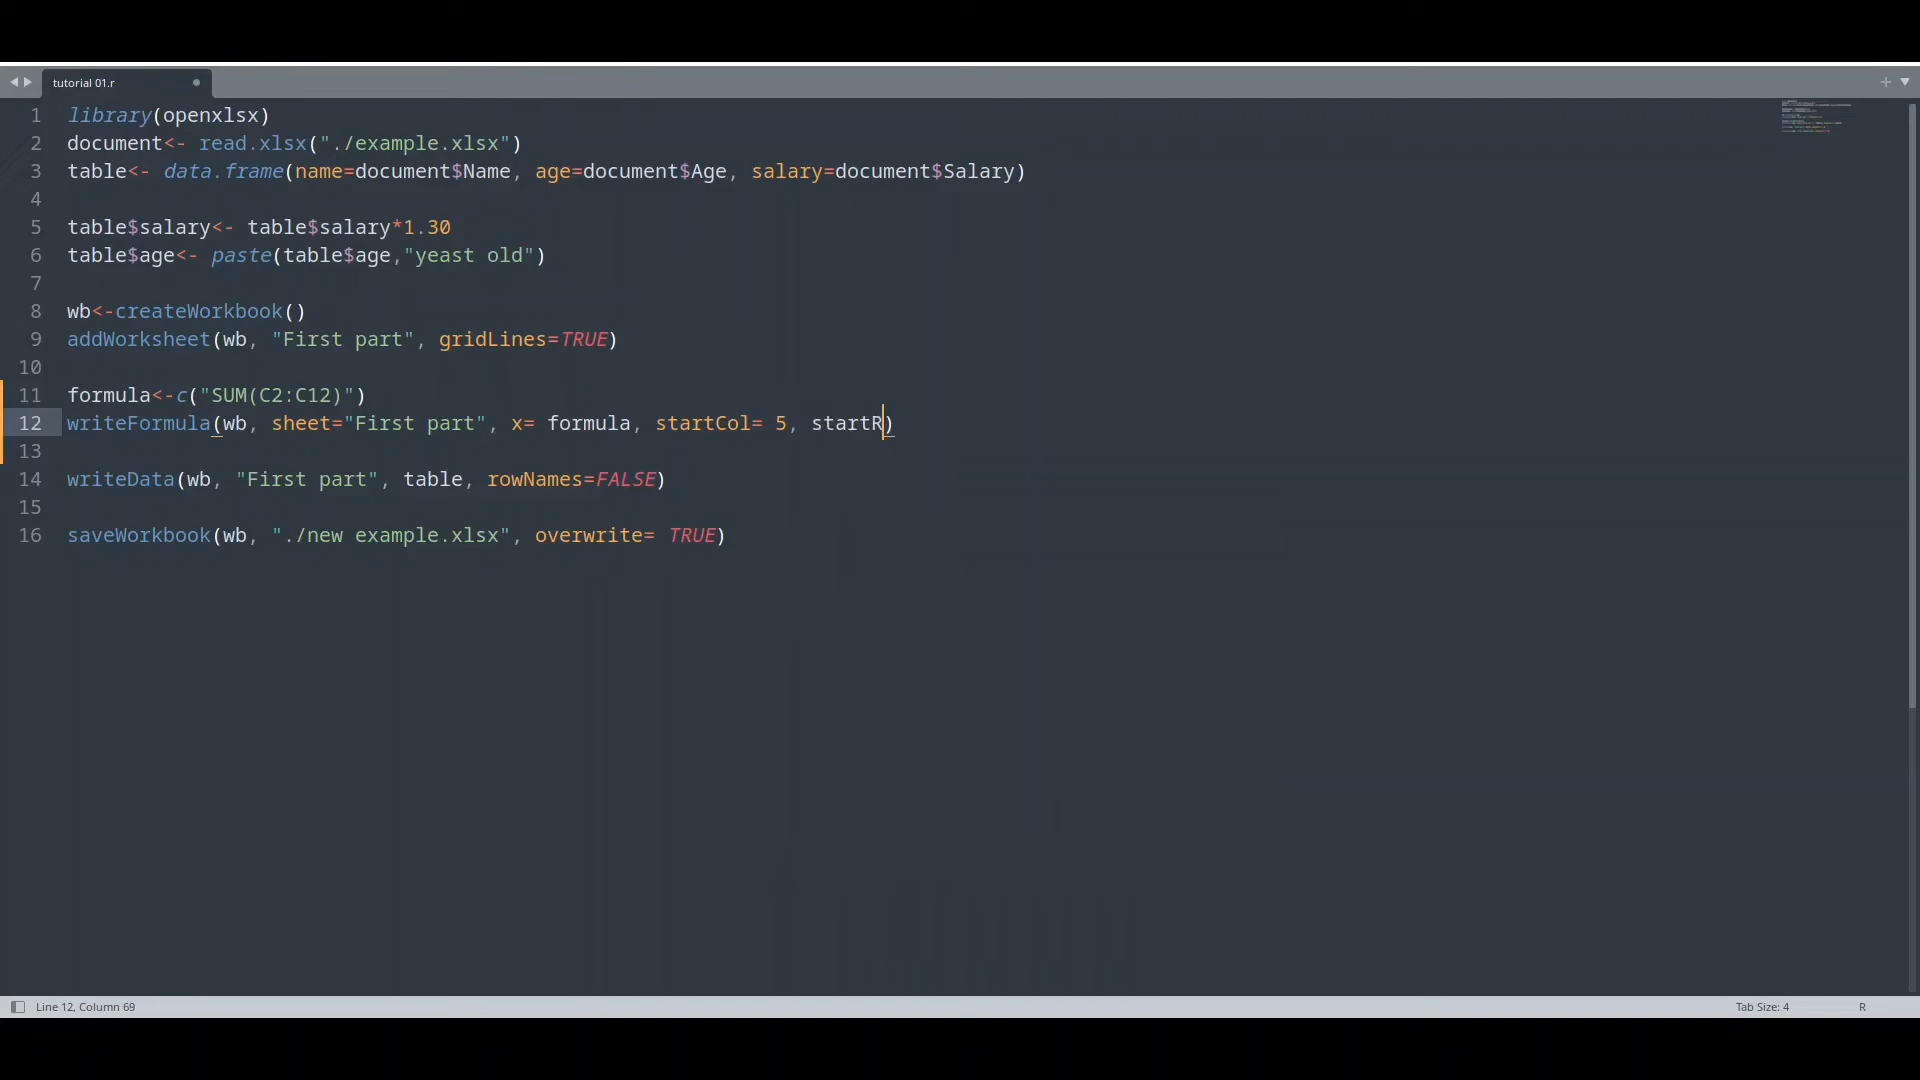 tutorial 01.r
1 library(openxlsx)
2 document<- read.xlsx("./example.xlsx")
3 table<- data.frame(name=document$Name, age=document$Age, salary=document$Salary)
4
5 table$salary<- table$salary*1.30
6 table$age<- paste(table$age,"yeast old")
7
8 wb<-createWorkbook()
9 addWorksheet(wb, "First part", gridLines=TRUE)
10
11 formula<-c("SUM(C2:C12)")
12 writeFormula(wb, sheet="First part", x= formula, startCol= 5, startR)
13
14 writeData(wb, "First part", table, rowNames=FALSE)
15
16 saveWorkbook(wb, "./new example.xlsx", overwrite= TRUE)
Line 12, Column 69
Tab Size: 4
R